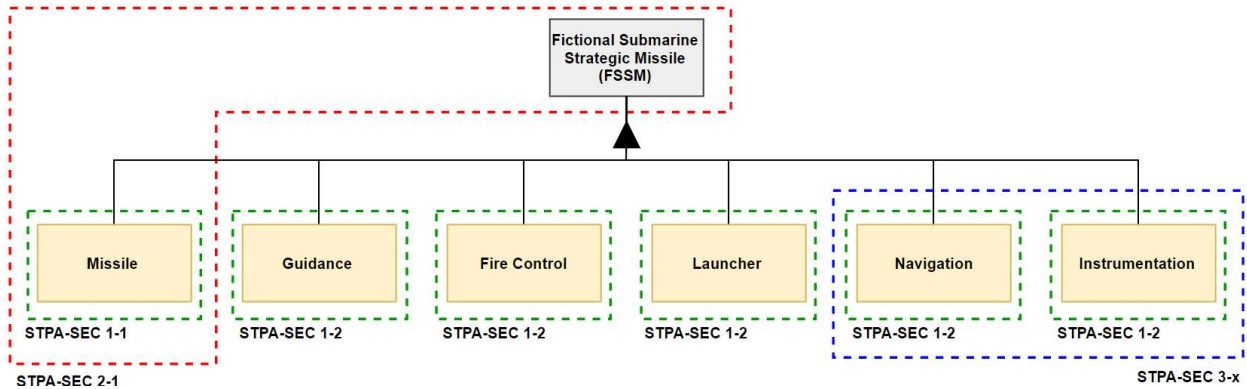 Fictional Submarine
Strategic Missile
(FSSM)
Missile
Guidance
Fire Control
Launcher
Navigation
Instrumentation
STPA-SEC 1-1
STPA-SEC 1-2
STPA-SEC 1-2
STPA-SEC 1-2
STPA-SEC 1-2
STPA-SEC 1-2
STPA-SEC 2-1
STPA-SEC 3-x